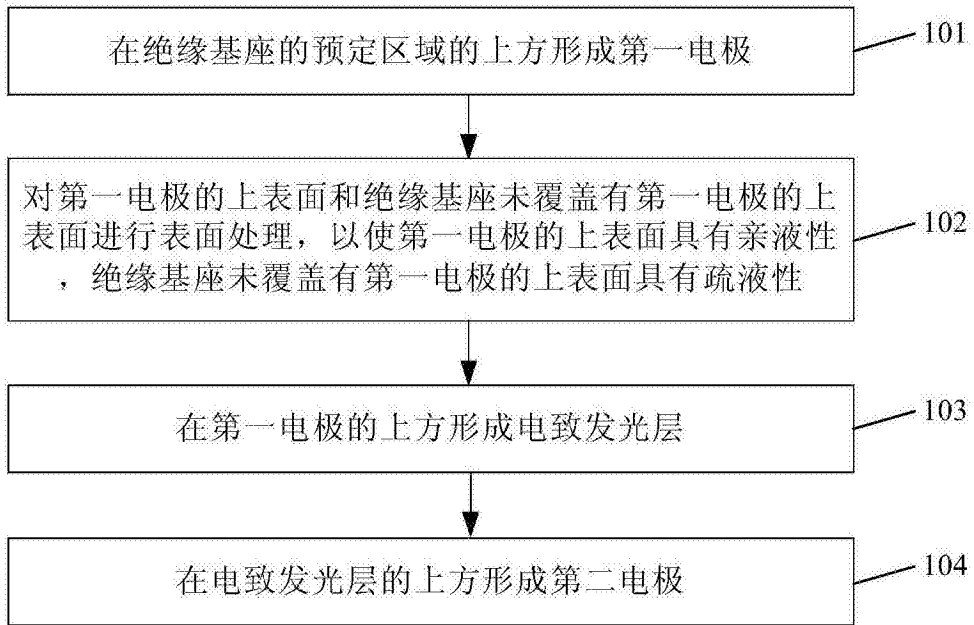 在绝缘基座的预定区域的上方形成第一电极
101
对第一电极的上表面和绝缘基座未覆盖有第一电极的上
表面进行表面处理，以使第一电极的上表面具有亲液性
，绝缘基座未覆盖有第一电极的上表面具有疏液性
102
在第一电极的上方形成电致发光层
103
在电致发光层的上方形成第二电极
104